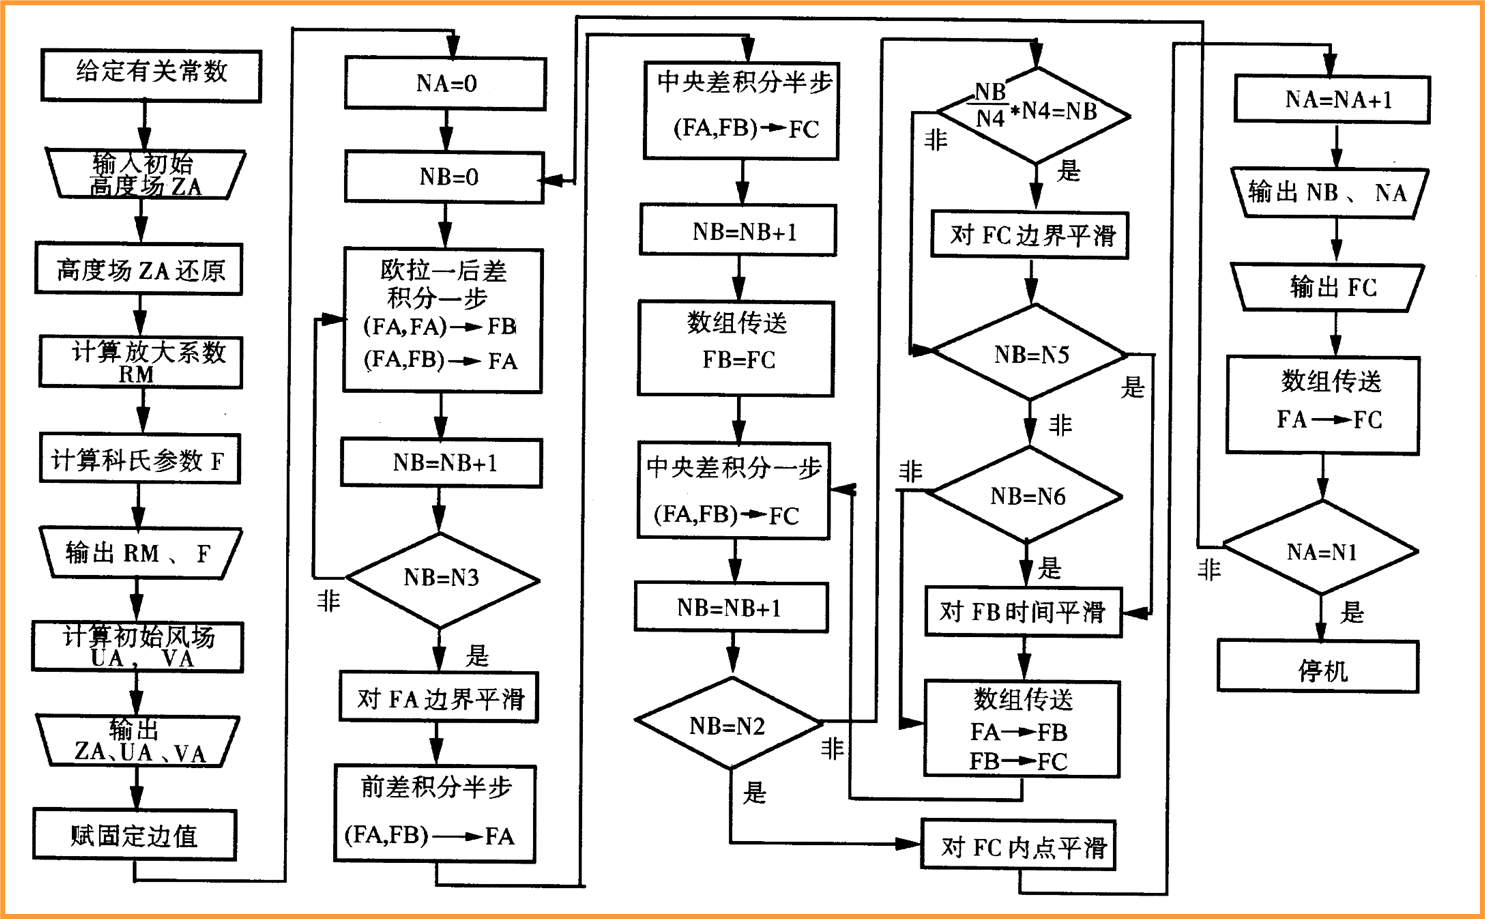 给定有关常数
输入初始
高度场 ZA
高度场 ZA 还原
计算放大系数
RM
计算科氏参数 F
输出 RM 、 F
计算初始风场
UA 、 VA
输出
ZA、UA 、VA
赋固定边值
NA=0
NB=0
欧拉一后差
积分一步
(FA,FA)→FB
(FA,FB)→FA
NB=NB+1
NB=N3
非
是
对 FA 边界平滑
前差积分半步
(FA,FB)→FA
中央差积分半步
(FA,FB)→FC
NB=NB+1
数组传送
FB=FC
中央差积分一步
(FA,FB)→FC
NB=NB+1
NB=N2
非
是
NB
N4
*N4=NB
非
是
对 FC 边界平滑
NB=N5
是
非
NB=N6
非
是
对 FB 时间平滑
数组传送
FA→FB
FB→FC
对 FC 内点平滑
NA=NA+1
输出 NB 、 NA
输出 FC
数组传送
FA→FC
NA=N1
非
是
停机